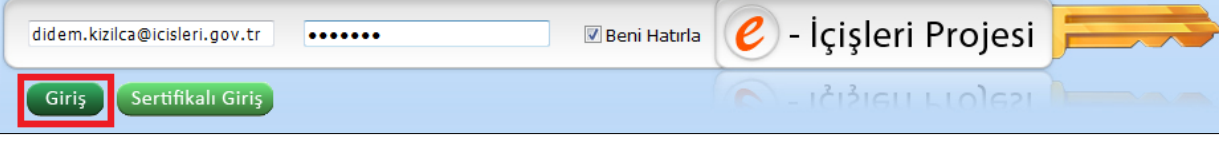 didem.kizilca@icisleri.gov.tr ●●●●●●● Beni Hatırla e - İçişleri Projesi
Giriş Sertifikalı Giriş